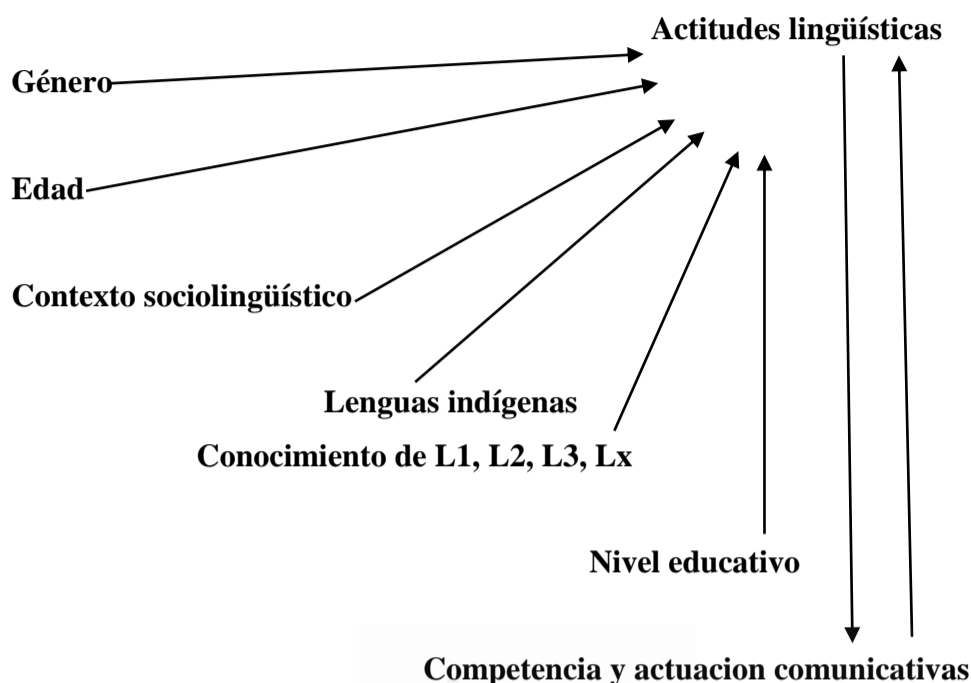 Actitudes lingüísticas
Género
Edad
Contexto sociolingüístico
Lenguas indígenas
Conocimiento de L1, L2, L3, Lx
Nivel educativo
Competencia y actuacion comunicativas